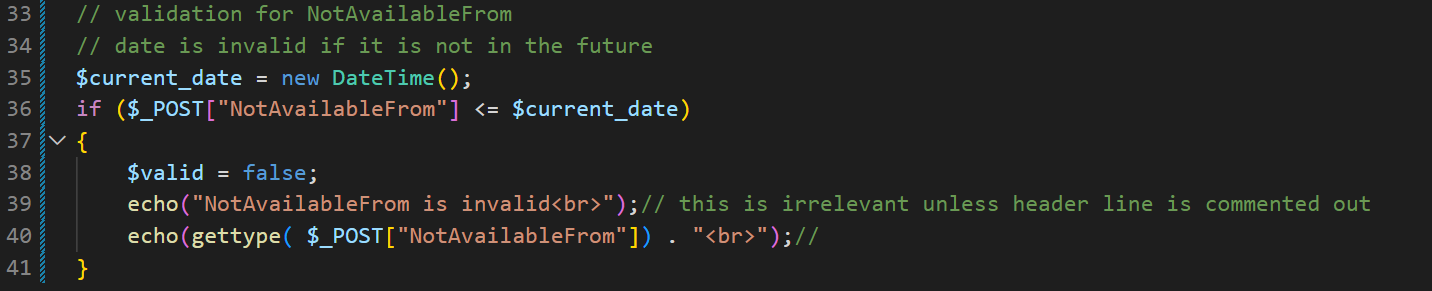 33 // validation for NotAvailableFrom
34 // date is invalid if it is not in the future
35 $current_date = new DateTime();
36 if ($_POST["NotAvailableFrom"] <= $current_date)
37 {
38 $valid = false;
39 echo("NotAvailableFrom is invalid<br>");// this is irrelevant unless header line is commented out
40 echo(gettype( $_POST["NotAvailableFrom"]) . "<br>");//
41 }